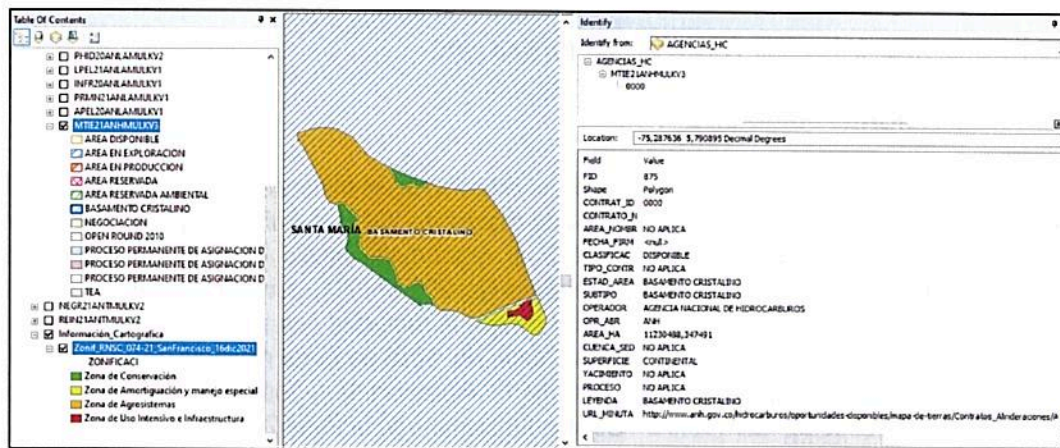 Table Of Contents
PHID20ANLAMULKV2
LPEL21ANLAMULKV1
INFR20ANLAMULKV1
PRMN21ANLAMULKV1
APEL20ANLAMULKV1
MTIE21ANHMULKV3
AREA DISPONIBLE
AREA EN EXPLORACION
AREA EN PRODUCCION
AREA RESERVADA
AREA RESERVADA AMBIENTAL
BASAMENTO CRISTALINO
NEGOCIACION
OPEN ROUND 2010
PROCESO PERMANENTE DE ASIGNACION D
PROCESO PERMANENTE DE ASIGNACION D
PROCESO PERMANENTE DE ASIGNACION D
TEA
NEGR21ANTMULKV2
REIN21ANTMULKV2
Información_Cartografica
Zonif_RNSC_074-21_SanFrancisco_16dic2021
ZONIFICACI
Zona de Conservación
Zona de Amortiguación y manejo especial
Zona de Agrosistemas
Zona de Uso Intensivo e Infraestructura
SANTA MARÍA BASAMENTO CRISTALINO
Identify
Identify from: AGENCIAS_HC
AGENCIAS_HC
MTIE21ANHMULKV3
0000
Location: -75,287636 5,790895 Decimal Degrees
Field Value
FID 875
Shape Polygon
CONTRAT_ID 0000
CONTRATO_N
AREA_NOMBR NO APLICA
FECHA_FIRM <null>
CLASIFICAC DISPONIBLE
TIPO_CONTR NO APLICA
ESTAD_AREA BASAMENTO CRISTALINO
SUBTIPO BASAMENTO CRISTALINO
OPERADOR AGENCIA NACIONAL DE HIDROCARBUROS
OPR_ABR ANH
AREA_HA 11230488,347491
CUENCA_SED NO APLICA
SUPERFICIE CONTINENTAL
YACIMIENTO NO APLICA
PROCESO NO APLICA
LEYENDA BASAMENTO CRISTALINO
URL_MINUTA http://www.anh.gov.co/hidrocarburos/oportunidades-disponibles/mapa-de-tierras/Contratos_Alinderaciones/A